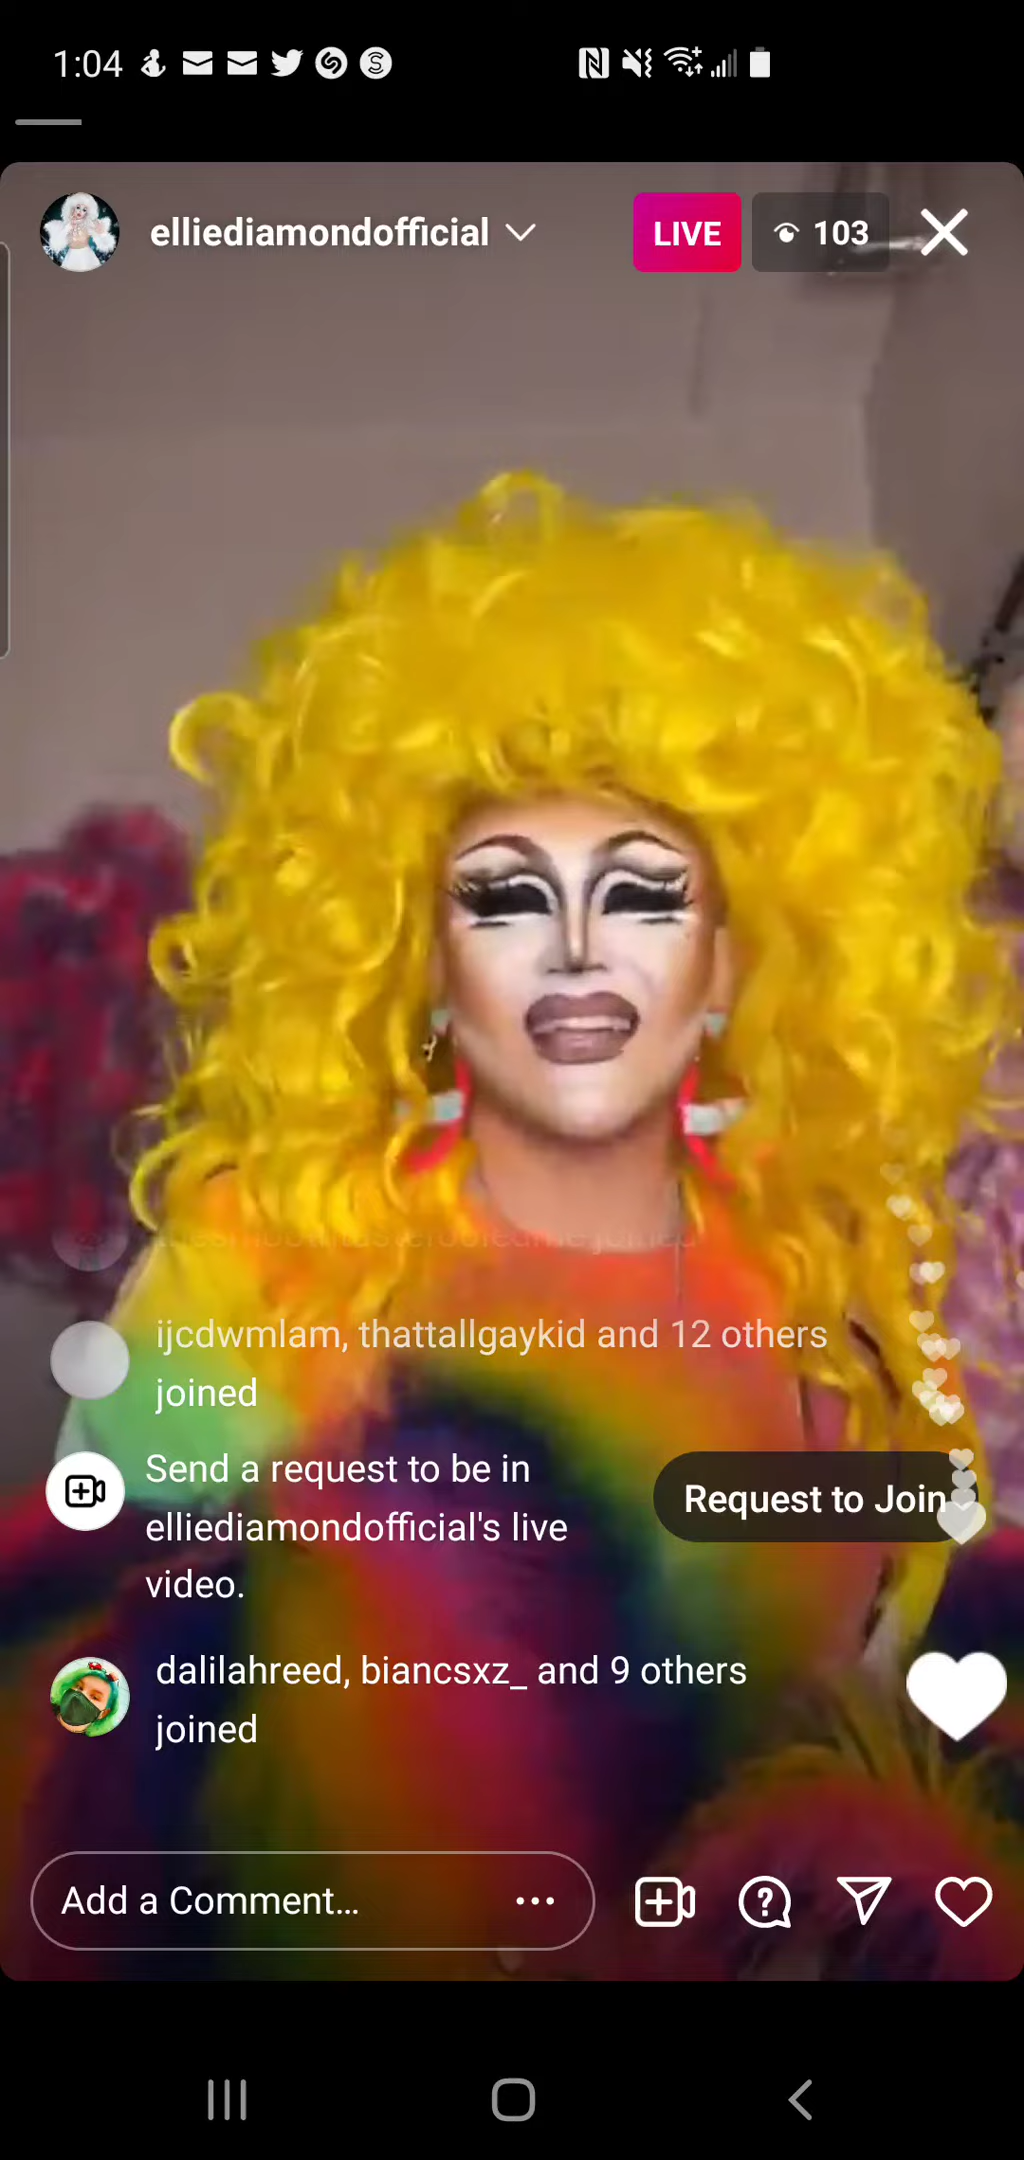 1:04
elliediamondofficial
LIVE
103
ijcdwmlam, thattallgaykid and 12 others
joined
Send a request to be in
elliediamondofficial's live
video.
Request to Join
dalilahreed, biancsxz_ and 9 others
joined
Add a Comment...